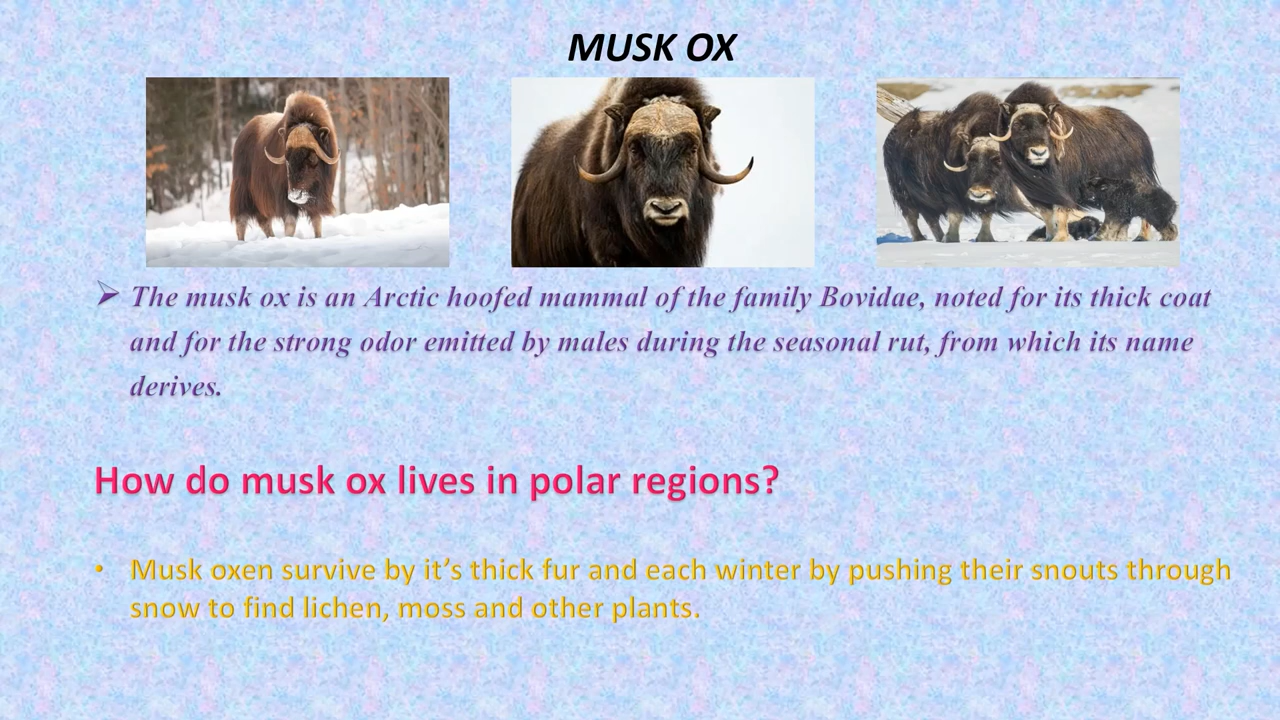 MUSK OX
➢ The musk ox is an Arctic hoofed mammal of the family Bovidae, noted for its thick coat
and for the strong odor emitted by males during the seasonal rut, from which its name
derives.
How do musk ox lives in polar regions?
• Musk oxen survive by it’s thick fur and each winter by pushing their snouts through
snow to find lichen, moss and other plants.